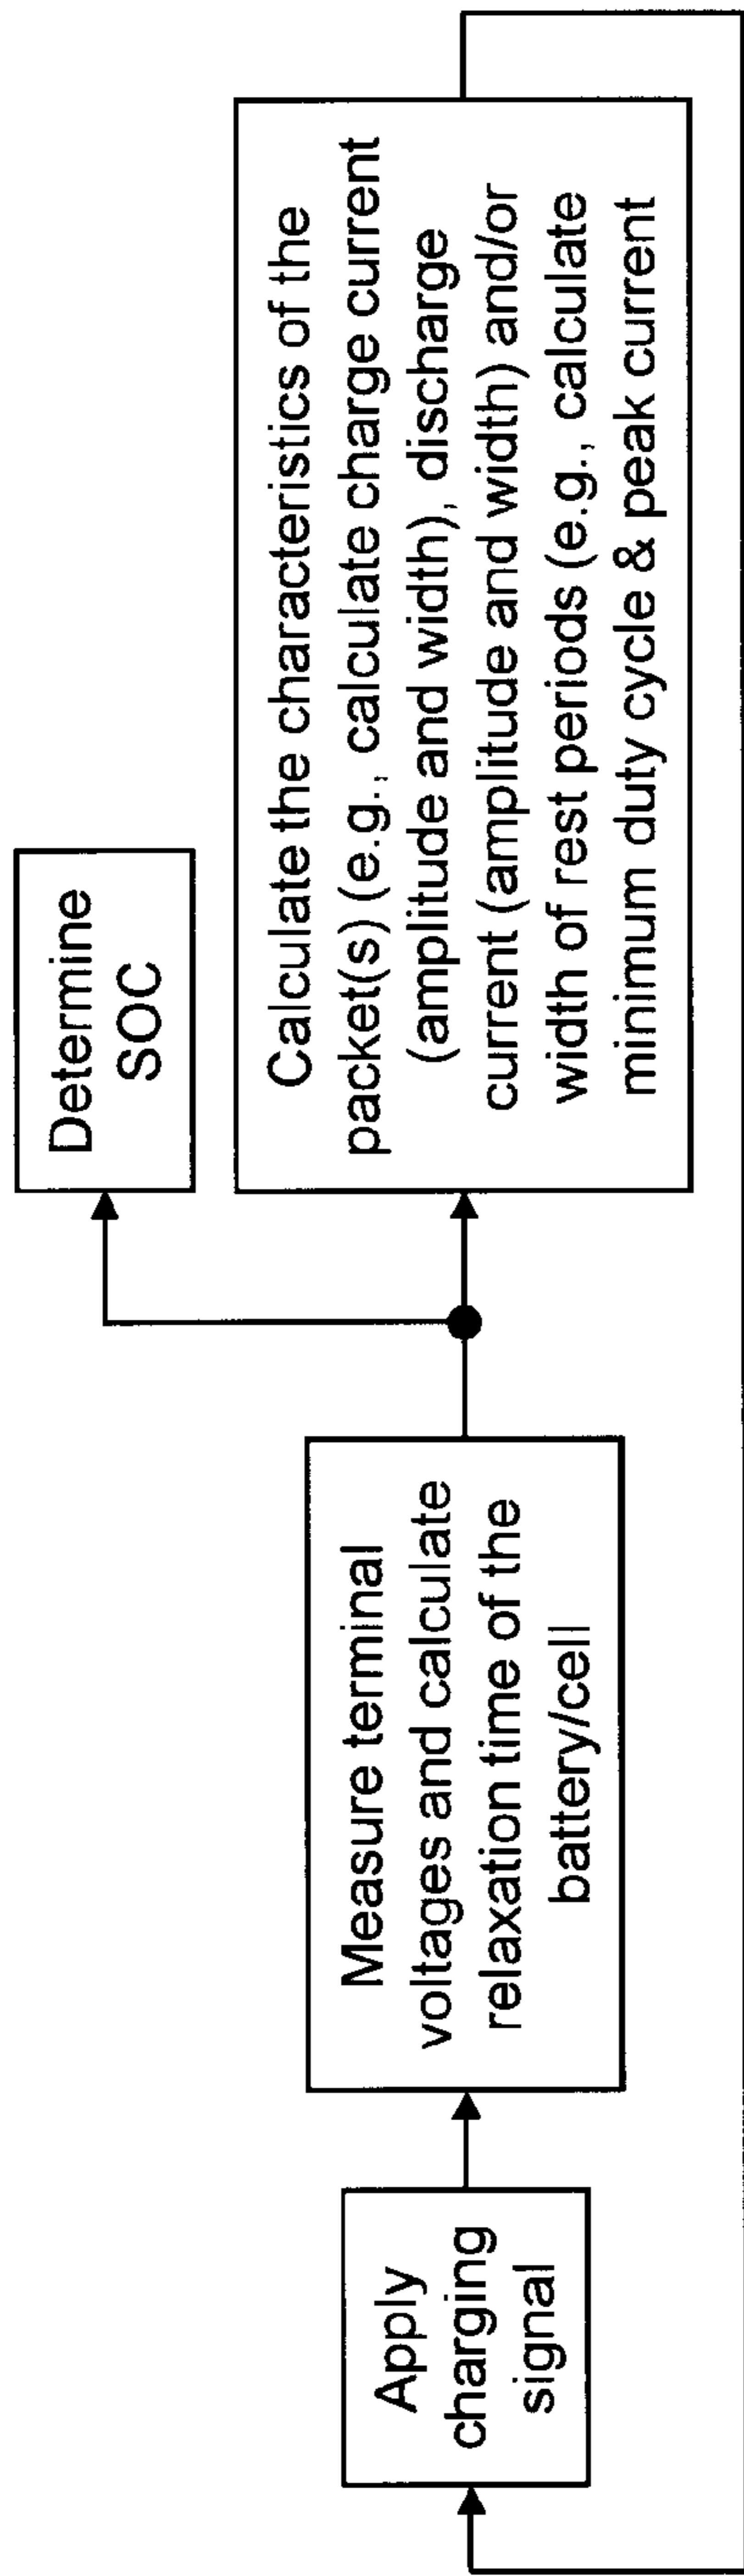 Apply
charging
signal
Measure terminal
voltages and calculate
relaxation time of the
battery/cell
Determine
SOC
Calculate the characteristics of the
packet(s) (e.g., calculate charge current
(amplitude and width), discharge
current (amplitude and width) and/or
width of rest periods (e.g., calculate
minimum duty cycle & peak current